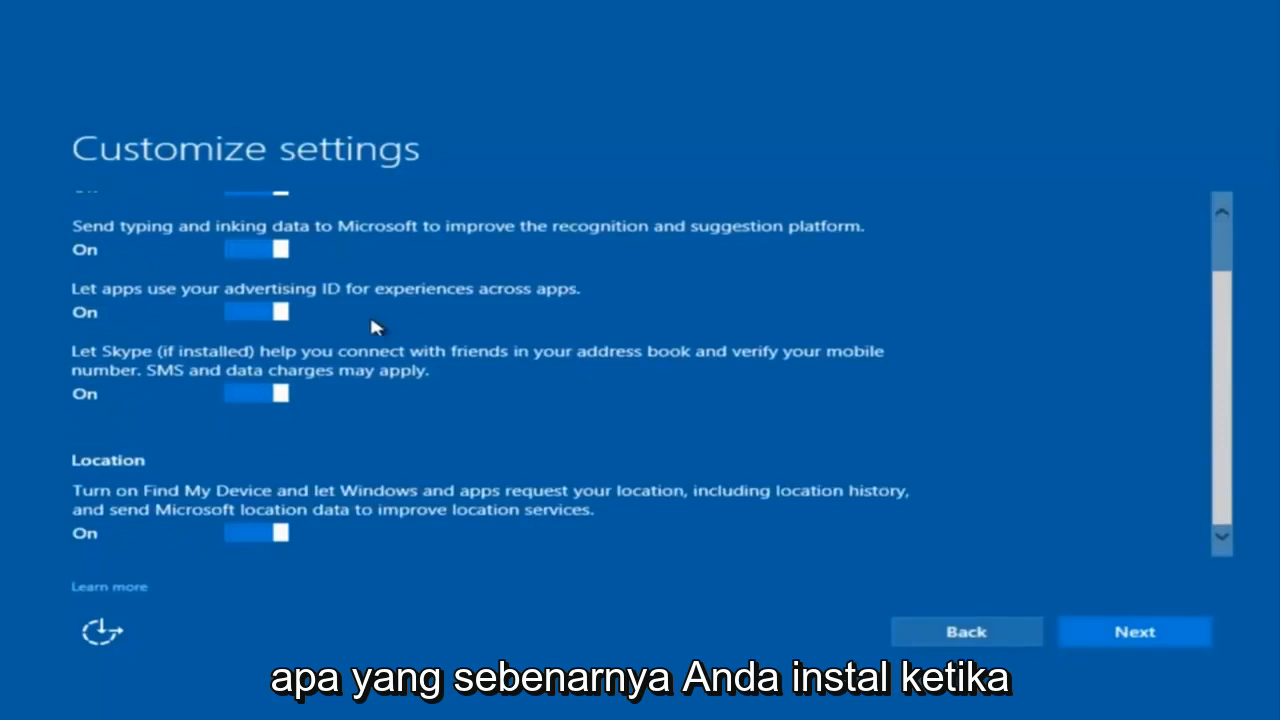 Customize settings
Send typing and inking data to Microsoft to improve the recognition and suggestion platform.
On
Let apps use your advertising ID for experiences across apps.
On
Let Skype (if installed) help you connect with friends in your address book and verify your mobile
number. SMS and data charges may apply.
On
Location
Turn on Find My Device and let Windows and apps request your location, including location history,
and send Microsoft location data to improve location services.
On
Learn more
Back
Next
apa yang sebenarnya Anda instal ketika